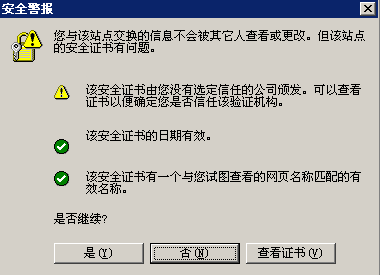 安全警报
您与该站点交换的信息不会被其它人查看或更改。但该站点
的安全证书有问题。
该安全证书由您没有选定信任的公司颁发。可以查看
证书以便确定您是否信任该验证机构。
该安全证书的日期有效。
该安全证书有一个与您试图查看的网页名称匹配的有
效名称。
是否继续?
是(Y)
否(N)
查看证书(V)